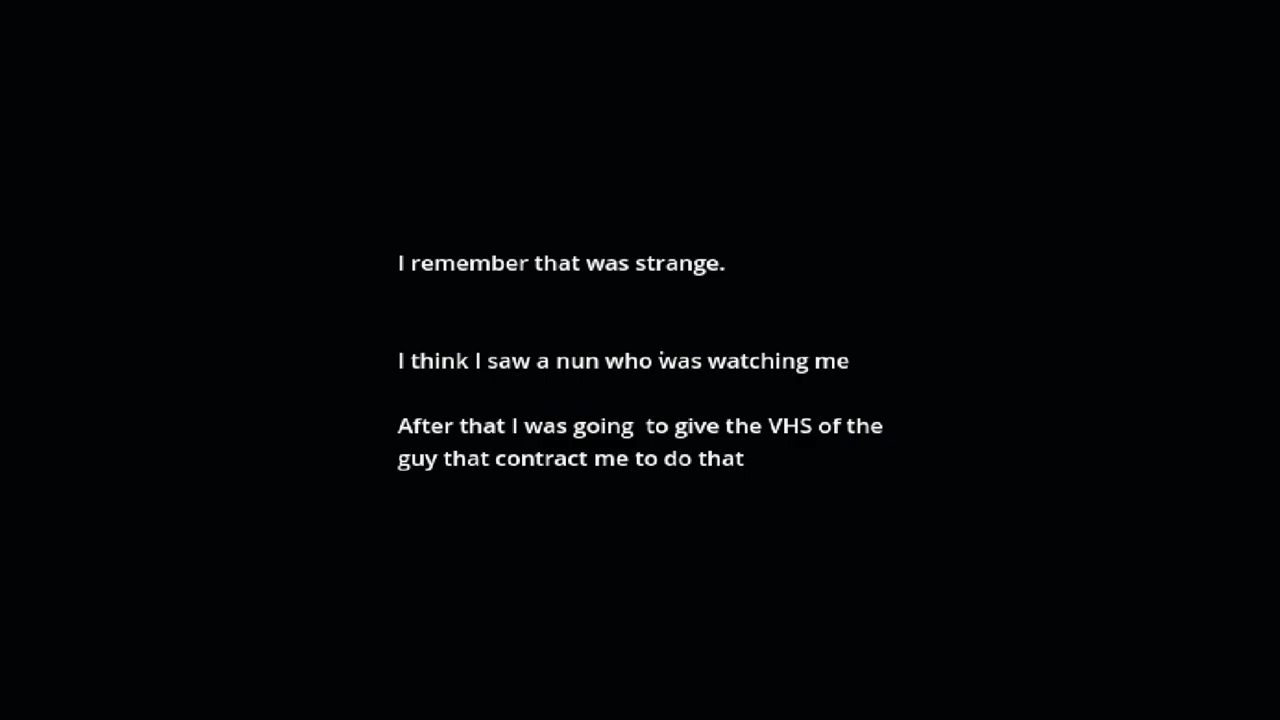 I remember that was strange.
I think I saw a nun who was watching me
After that I was going  to give the VHS of the
guy that contract me to do that